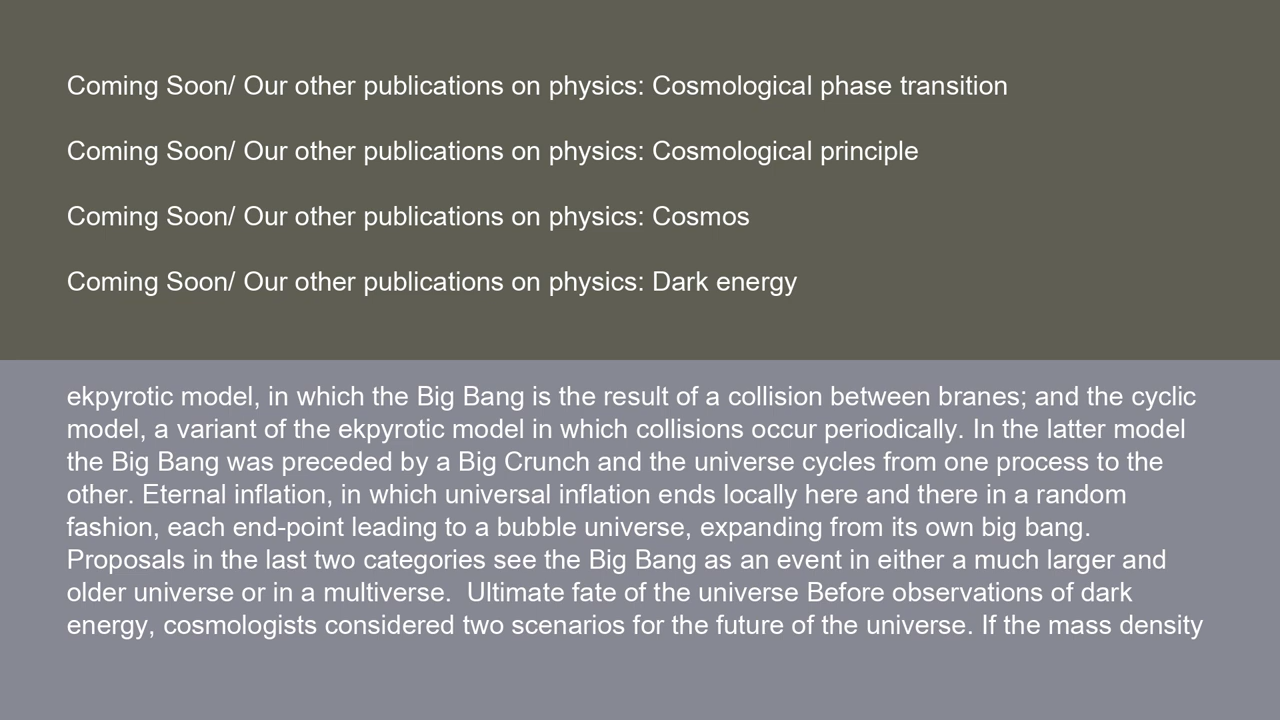 Coming Soon/ Our other publications on physics: Cosmological phase transition
Coming Soon/ Our other publications on physics: Cosmological principle
Coming Soon/ Our other publications on physics: Cosmos
Coming Soon/ Our other publications on physics: Dark energy
ekpyrotic model, in which the Big Bang is the result of a collision between branes; and the cyclic
model, a variant of the ekpyrotic model in which collisions occur periodically. In the latter model
the Big Bang was preceded by a Big Crunch and the universe cycles from one process to the
other. Eternal inflation, in which universal inflation ends locally here and there in a random
fashion, each end-point leading to a bubble universe, expanding from its own big bang.
Proposals in the last two categories see the Big Bang as an event in either a much larger and
older universe or in a multiverse.  Ultimate fate of the universe Before observations of dark
energy, cosmologists considered two scenarios for the future of the universe. If the mass density